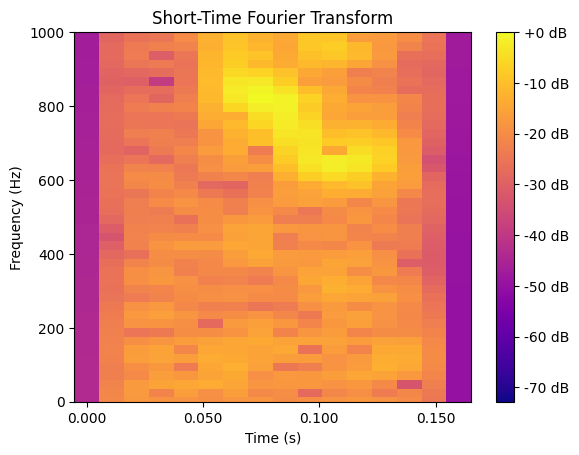 Short-Time Fourier Transform
Frequency (Hz)
1000
800
600
400
200
0
0.000
0.050
0.100
0.150
Time (s)
+0 dB
-10 dB
-20 dB
-30 dB
-40 dB
-50 dB
-60 dB
-70 dB